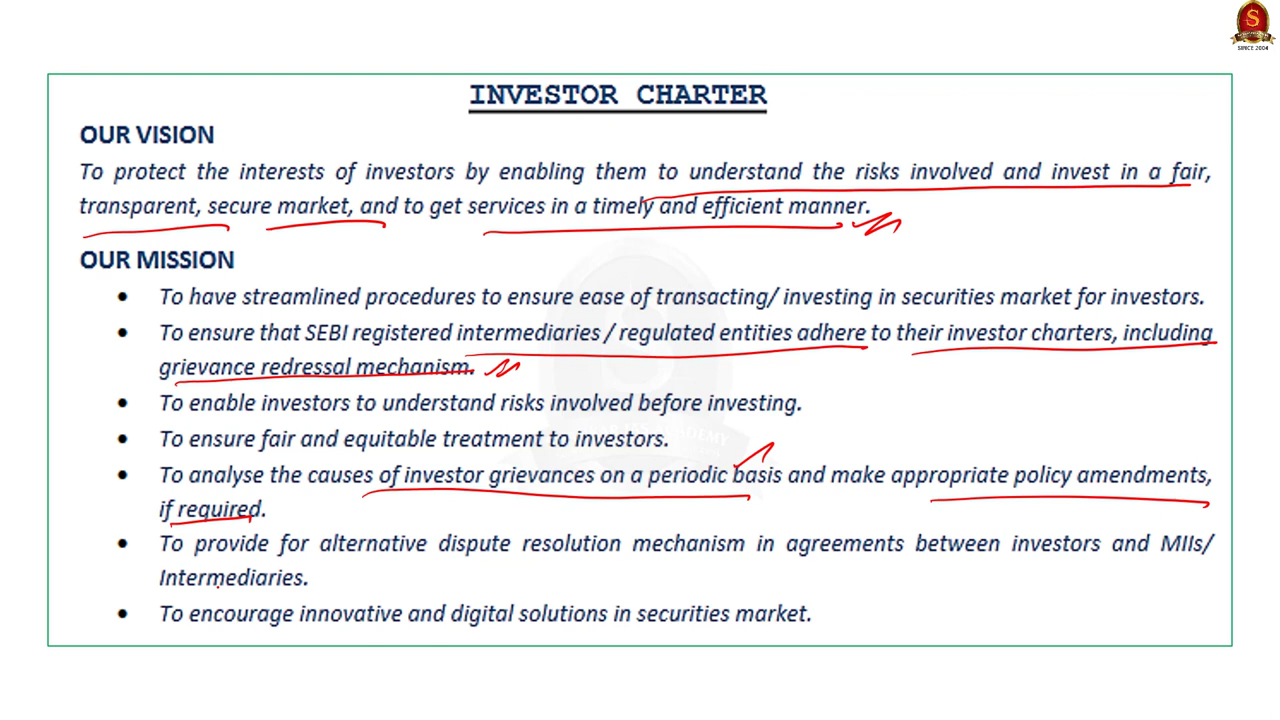 S
SINCE 2004
INVESTOR CHARTER
OUR VISION
To protect the interests of investors by enabling them to understand the risks involved and invest in a fair,
transparent, secure market, and to get services in a timely and efficient manner.
OUR MISSION
• To have streamlined procedures to ensure ease of transacting/ investing in securities market for investors.
• To ensure that SEBI registered intermediaries / regulated entities adhere to their investor charters, including
grievance redressal mechanism.
• To enable investors to understand risks involved before investing.
• To ensure fair and equitable treatment to investors.
• To analyse the causes of investor grievances on a periodic basis and make appropriate policy amendments,
if required.
• To provide for alternative dispute resolution mechanism in agreements between investors and MIIs/
Intermediaries.
• To encourage innovative and digital solutions in securities market.